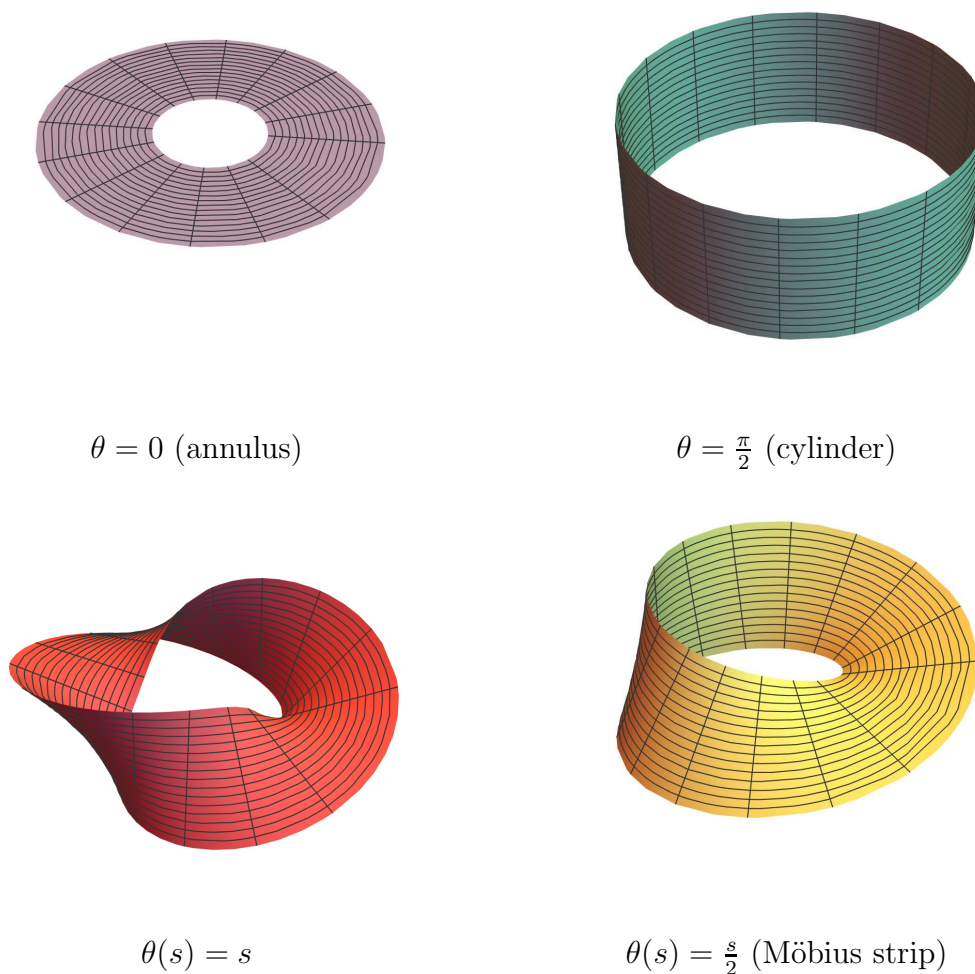 θ = 0 (annulus)
θ = π/2 (cylinder)
θ(s) = s
θ(s) = s/2 (Möbius strip)